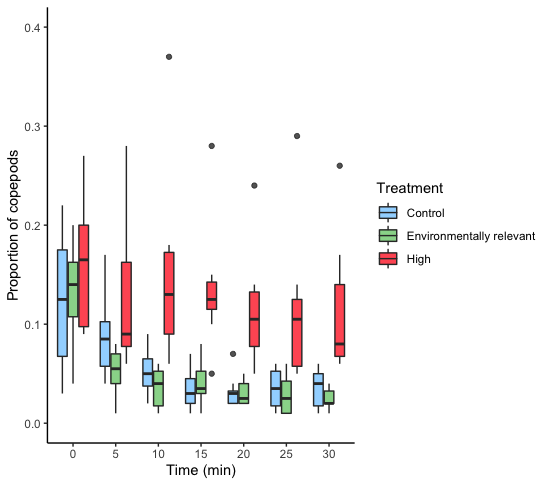 0.4
0.3
0.2
0.1
0.0
Proportion of copepods
0 5 10 15 20 25 30
Time (min)
Treatment
Control
Environmentally relevant
High